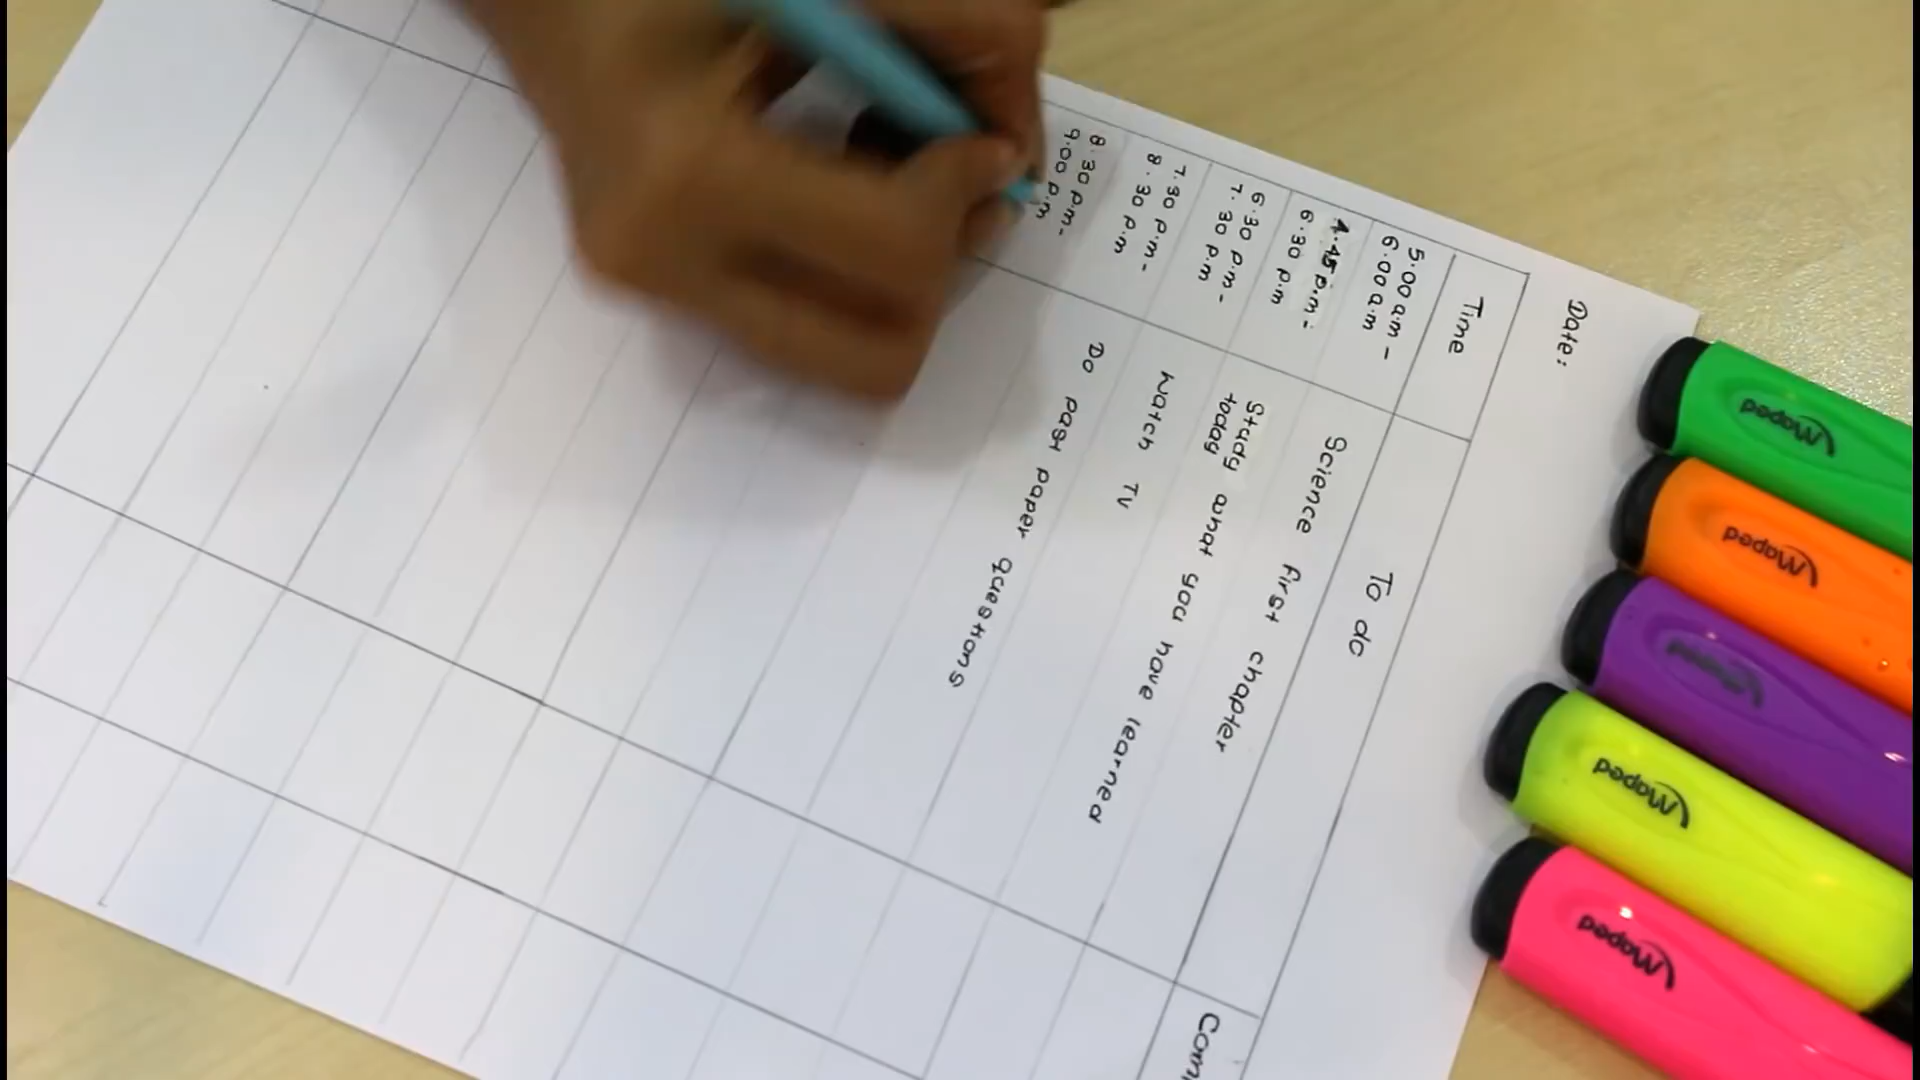 Date:
Time
To do
Com
5.00 a.m -
6.00 a.m
Science first chapter
4.45 p.m -
6.30 p.m
Study what you have learned
today
6.30 p.m -
7.30 p.m
Watch TV
7.30 p.m -
8.30 p.m
Do past paper questions
8.30 p.m -
9.00 p.m
Maped
Maped
Maped
Maped
Maped